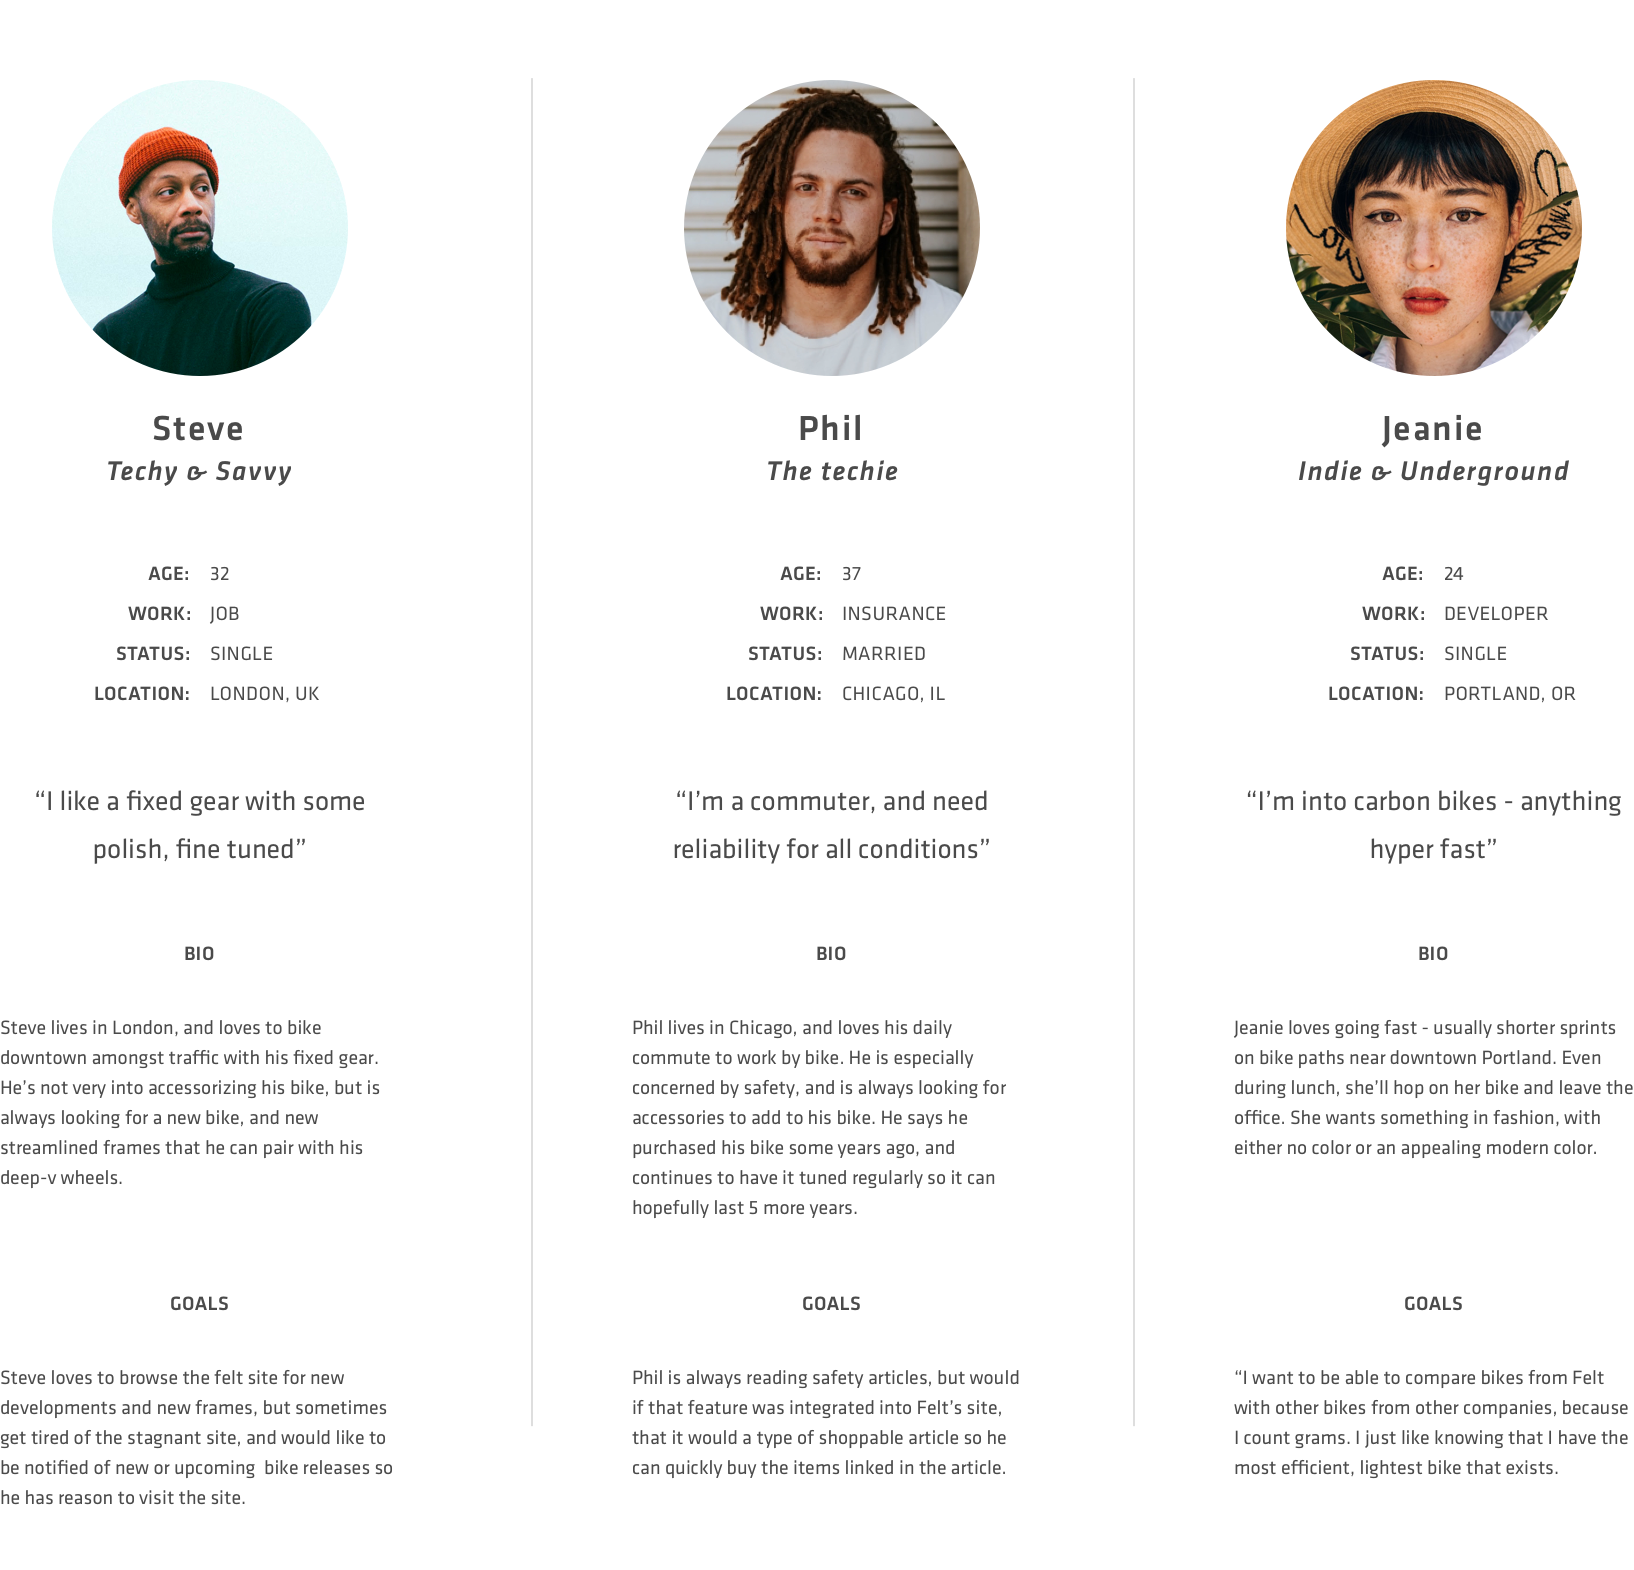 Steve
Techy & Savvy
AGE: 32
WORK: JOB
STATUS: SINGLE
LOCATION: LONDON, UK
“I like a fixed gear with some
polish, fine tuned”
BIO
Steve lives in London, and loves to bike
downtown amongst traffic with his fixed gear.
He’s not very into accessorizing his bike, but is
always looking for a new bike, and new
streamlined frames that he can pair with his
deep-v wheels.
GOALS
Steve loves to browse the felt site for new
developments and new frames, but sometimes
get tired of the stagnant site, and would like to
be notified of new or upcoming  bike releases so
he has reason to visit the site.
Phil
The techie
AGE: 37
WORK: INSURANCE
STATUS: MARRIED
LOCATION: CHICAGO, IL
“I’m a commuter, and need
reliability for all conditions”
BIO
Phil lives in Chicago, and loves his daily
commute to work by bike. He is especially
concerned by safety, and is always looking for
accessories to add to his bike. He says he
purchased his bike some years ago, and
continues to have it tuned regularly so it can
hopefully last 5 more years.
GOALS
Phil is always reading safety articles, but would
if that feature was integrated into Felt’s site,
that it would a type of shoppable article so he
can quickly buy the items linked in the article.
Jeanie
Indie & Underground
AGE: 24
WORK: DEVELOPER
STATUS: SINGLE
LOCATION: PORTLAND, OR
“I’m into carbon bikes - anything
hyper fast”
BIO
Jeanie loves going fast - usually shorter sprints
on bike paths near downtown Portland. Even
during lunch, she’ll hop on her bike and leave the
office. She wants something in fashion, with
either no color or an appealing modern color.
GOALS
“I want to be able to compare bikes from Felt
with other bikes from other companies, because
I count grams. I just like knowing that I have the
most efficient, lightest bike that exists.